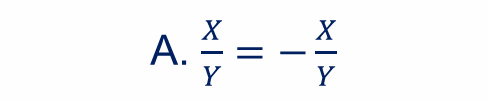 A. X/Y = − X/Y